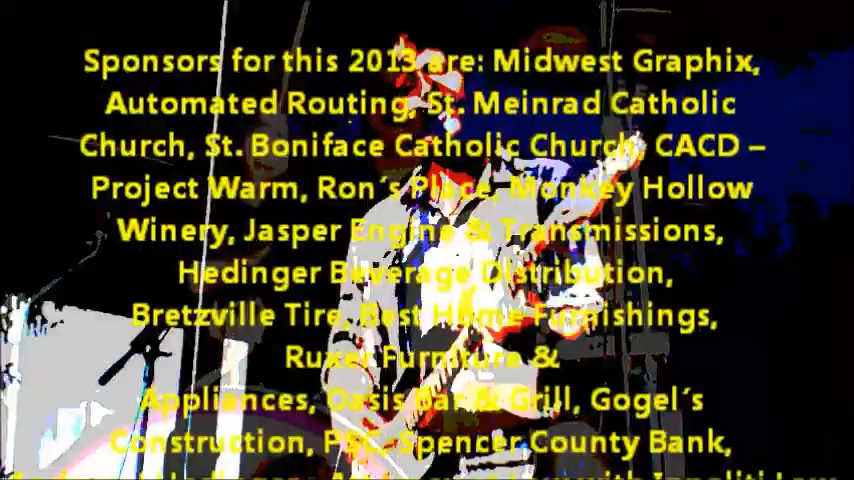 Sponsors for this 2013 are: Midwest Graphix,
Automated Routing, St. Meinrad Catholic
Church, St. Boniface Catholic Church, CACD –
Project Warm, Ron´s Place, Monkey Hollow
Winery, Jasper Engine & Transmissions,
Hedinger Beverage Distribution,
Bretzville Tire, Best Home Furnishings,
Ruxer Furniture &
Appliances, Oasis Bar & Grill, Gogel´s
Construction, PSC, Spencer County Bank,